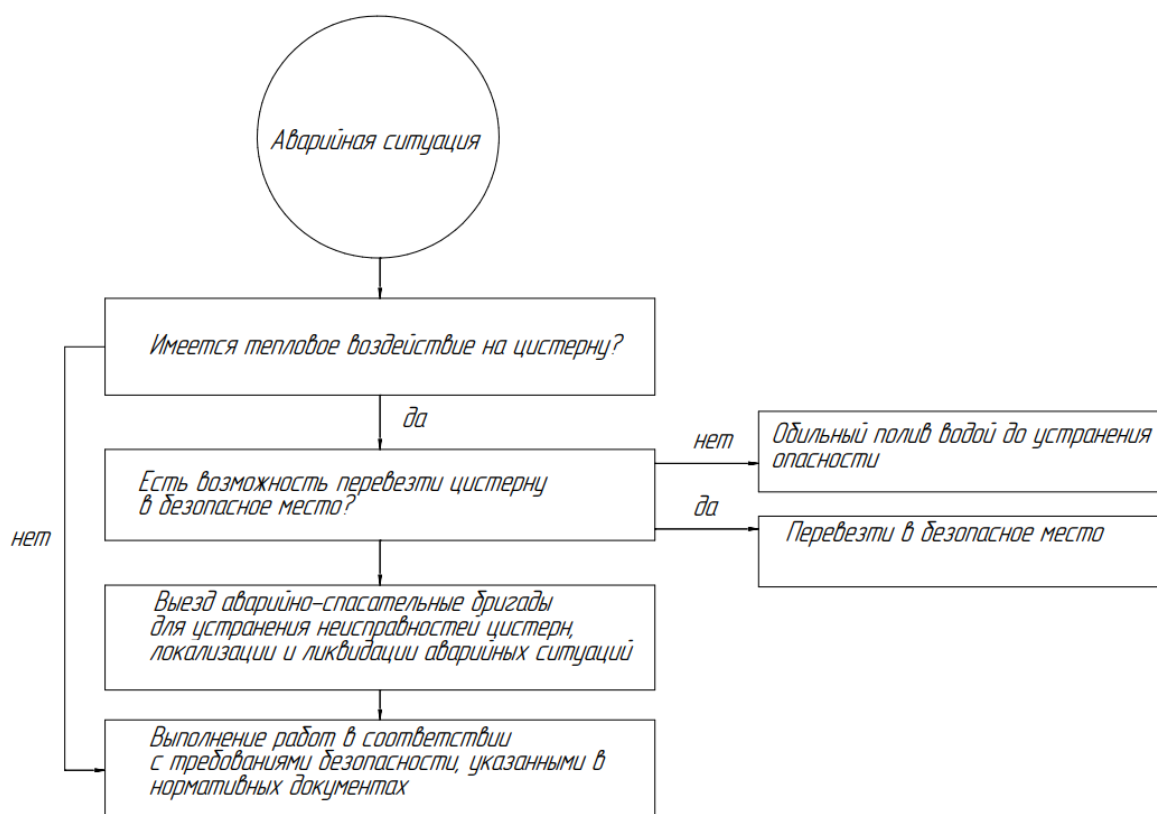 Аварийная ситуация
Имеется тепловое воздействие на цистерну?
да
Есть возможность перевезти цистерну
в безопасное место?
нет
Обильный полив водой до устранения
опасности
да
Перевезти в безопасное место
нет
Выезд аварийно-спасательные бригады
для устранения неисправностей цистерн,
локализации и ликвидации аварийных ситуаций
Выполнение работ в соответствии
с требованиями безопасности, указанными в
нормативных документах